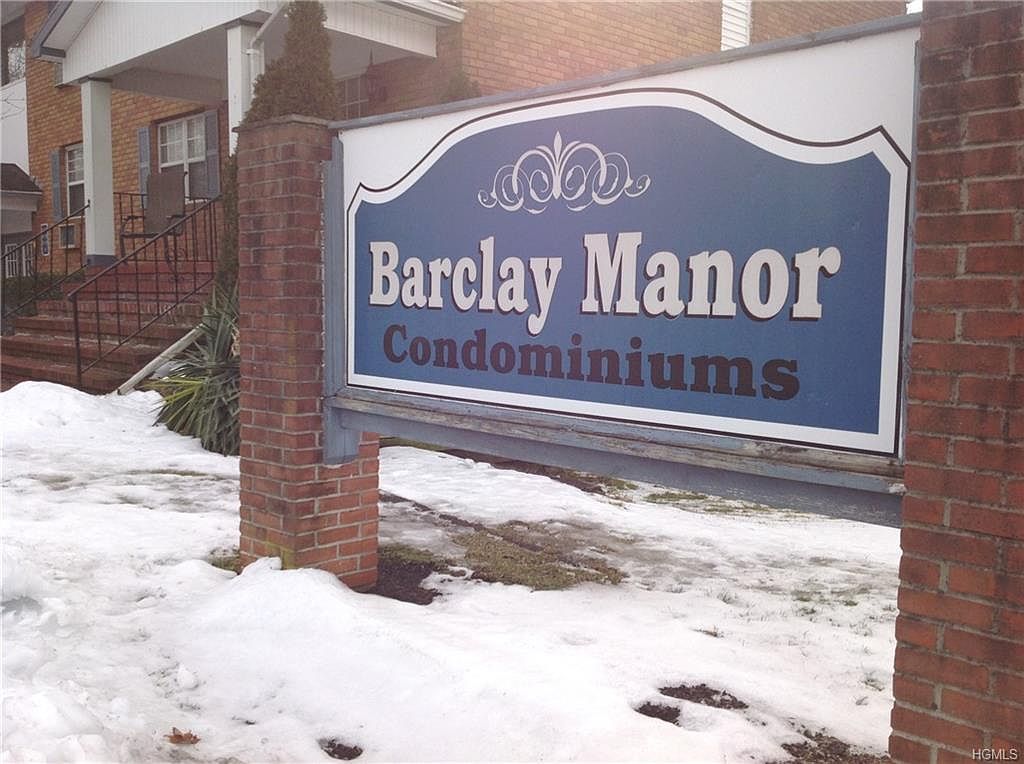 Barclay Manor
Condominiums
HGMLS